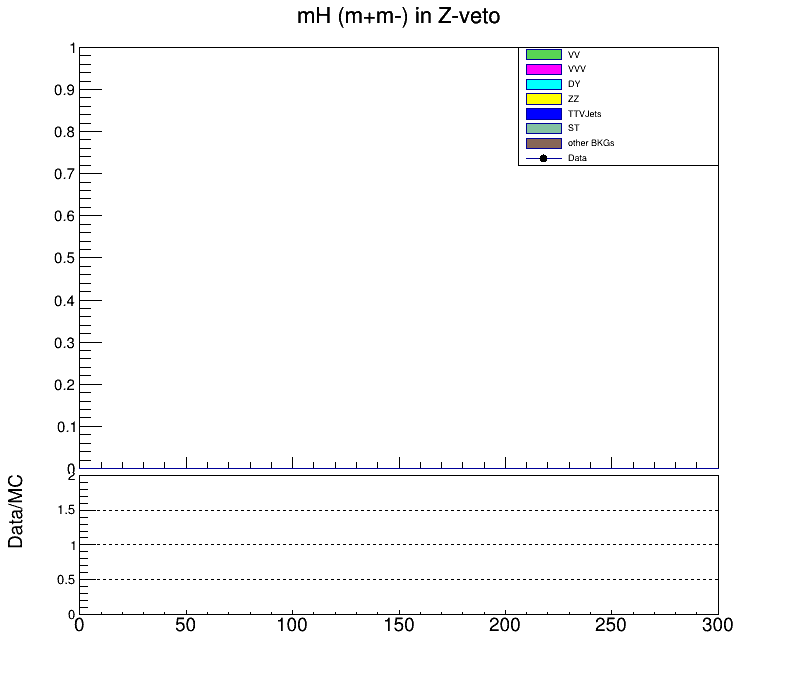 mH (m+m-) in Z-veto
1
0.9
0.8
0.7
0.6
0.5
0.4
0.3
0.2
0.1
0
VV
VVV
DY
ZZ
TTVJets
ST
other BKGs
Data
Data/MC
2
1.5
1
0.5
0
0 50 100 150 200 250 300